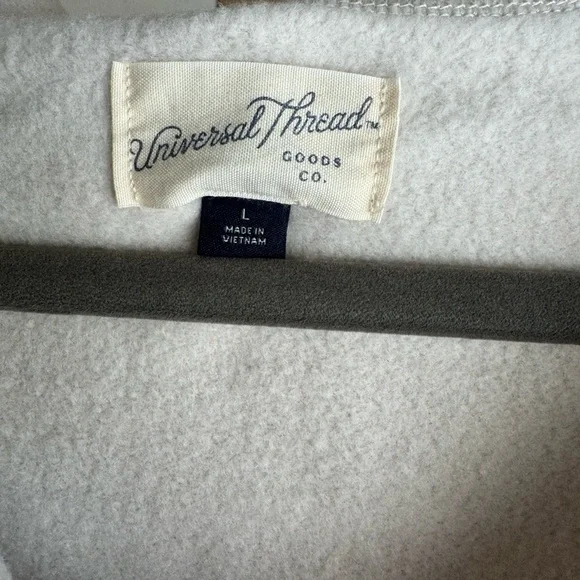 Universal Thread™
GOODS
CO.
L
MADE IN
VIETNAM